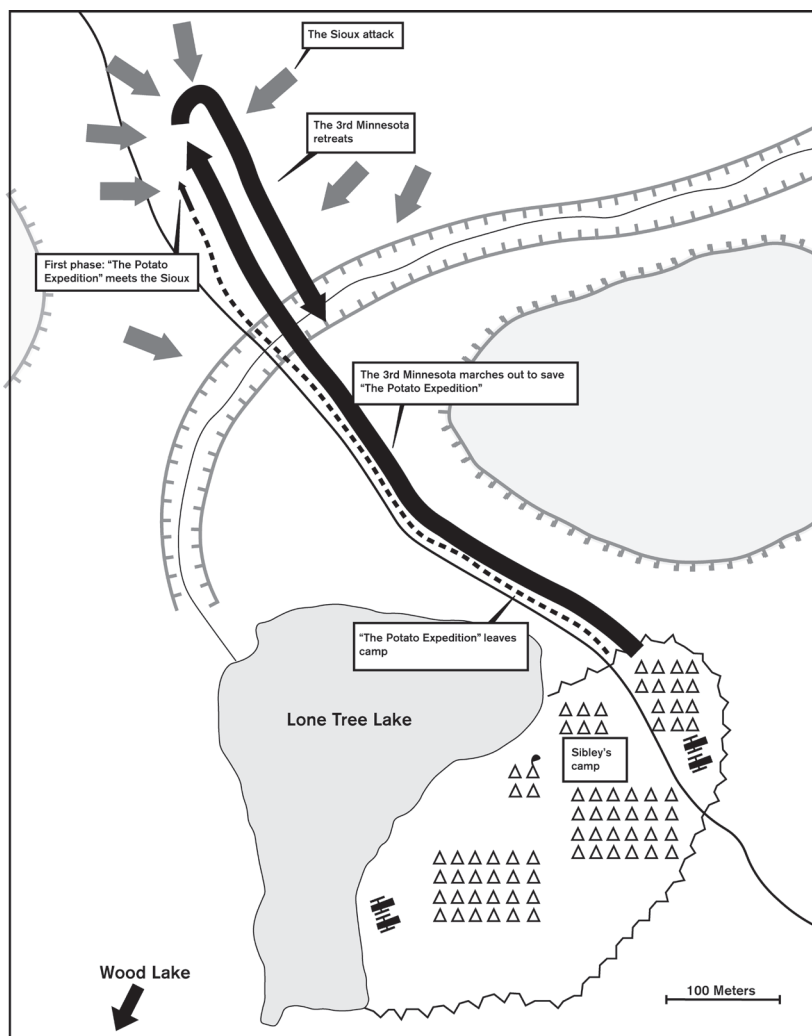 The Sioux attack
The 3rd Minnesota
retreats
First phase: “The Potato
Expedition” meets the Sioux
The 3rd Minnesota marches out to save
“The Potato Expedition”
“The Potato Expedition” leaves
camp
Lone Tree Lake
Sibley’s
camp
Wood Lake
100 Meters